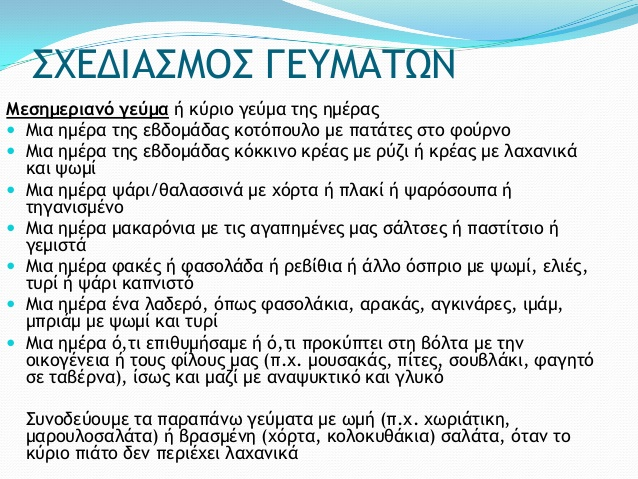 ΣΧΕΔΙΑΣΜΟΣ ΓΕΥΜΑΤΩΝ
Μεσημεριανό γεύμα ή κύριο γεύμα της ημέρας
• Μια ημέρα της εβδομάδας κοτόπουλο με πατάτες στο φούρνο
• Μια ημέρα της εβδομάδας κόκκινο κρέας με ρύζι ή κρέας με λαχανικά
και ψωμί
• Μια ημέρα ψάρι/θαλασσινά με χόρτα ή πλακί ή ψαρόσουπα ή
τηγανισμένο
• Μια ημέρα μακαρόνια με τις αγαπημένες μας σάλτσες ή παστίτσιο ή
γεμιστά
• Μια ημέρα φακές ή φασολάδα ή ρεβίθια ή άλλο όσπριο με ψωμί, ελιές,
τυρί ή ψάρι καπνιστό
• Μια ημέρα ένα λαδερό, όπως φασολάκια, αρακάς, αγκινάρες, ιμάμ,
μπριάμ με ψωμί και τυρί
• Μια ημέρα ό,τι επιθυμήσαμε ή ό,τι προκύπτει στη βόλτα με την
οικογένεια ή τους φίλους μας (π.χ. μουσακάς, πίτες, σουβλάκι, φαγητό
σε ταβέρνα), ίσως και μαζί με αναψυκτικό και γλυκό
Συνοδεύουμε τα παραπάνω γεύματα με ωμή (π.χ. χωριάτικη,
μαρουλοσαλάτα) ή βρασμένη (χόρτα, κολοκυθάκια) σαλάτα, όταν το
κύριο πιάτο δεν περιέχει λαχανικά